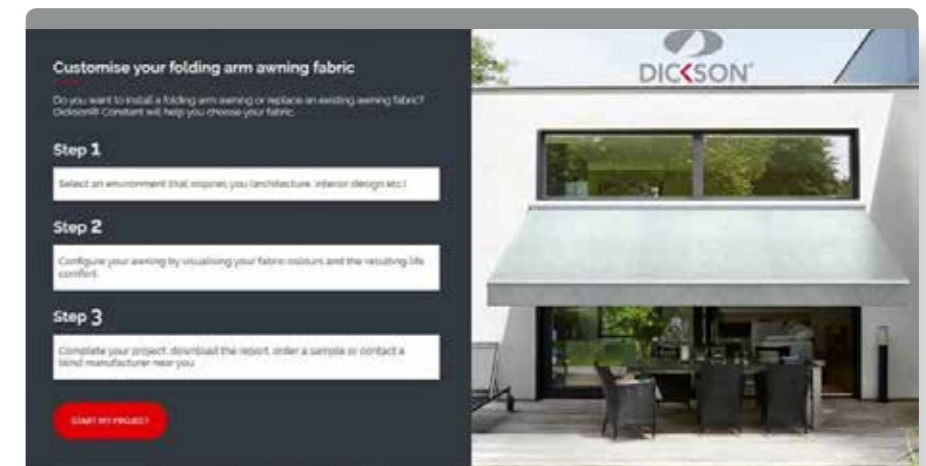 Customise your folding arm awning fabric
Do you want to install a folding arm awning or replace an existing awning fabric?
Dickson® Constant will help you choose your fabric.
Step 1
Select an environment that inspires you (architecture, interior design etc.)
Step 2
Configure your awning by visualising your fabric colours and the resulting life
comfort.
Step 3
Complete your project: download the report, order a sample or contact a
blind manufacturer near you.
START MY PROJECT
DICKSON®